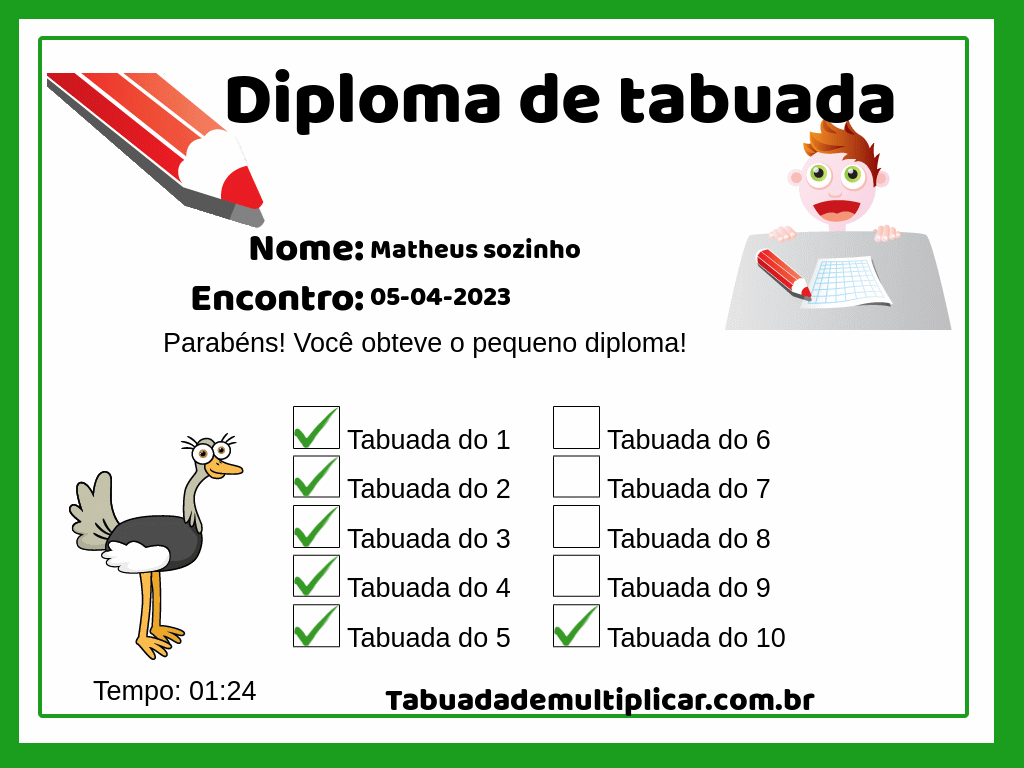 Diploma de tabuada
Nome: Matheus sozinho
Encontro: 05-04-2023
Parabéns! Você obteve o pequeno diploma!
Tabuada do 1
Tabuada do 2
Tabuada do 3
Tabuada do 4
Tabuada do 5
Tabuada do 6
Tabuada do 7
Tabuada do 8
Tabuada do 9
Tabuada do 10
Tempo: 01:24
Tabuadademultiplicar.com.br